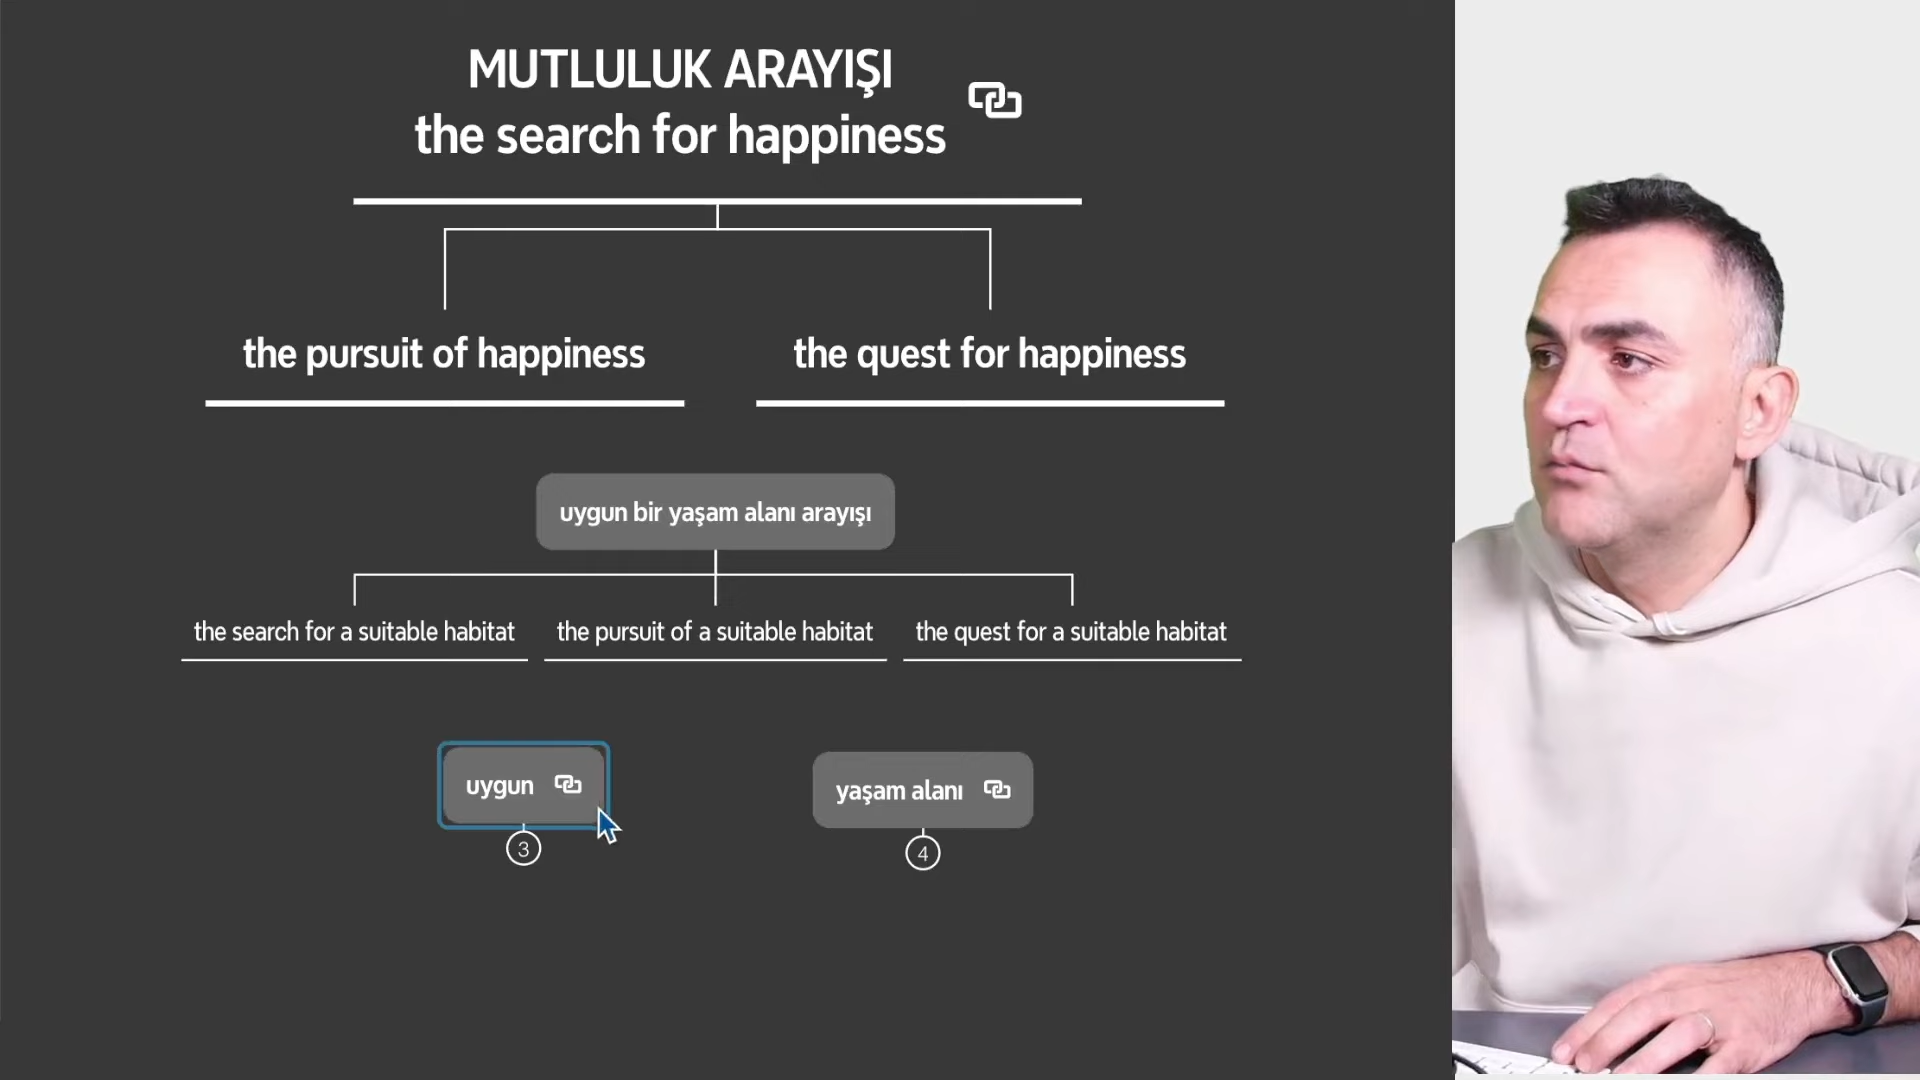 MUTLULUK ARAYIŞI
the search for happiness
the pursuit of happiness
the quest for happiness
uygun bir yaşam alanı arayışı
the search for a suitable habitat
the pursuit of a suitable habitat
the quest for a suitable habitat
uygun
yaşam alanı
3
4